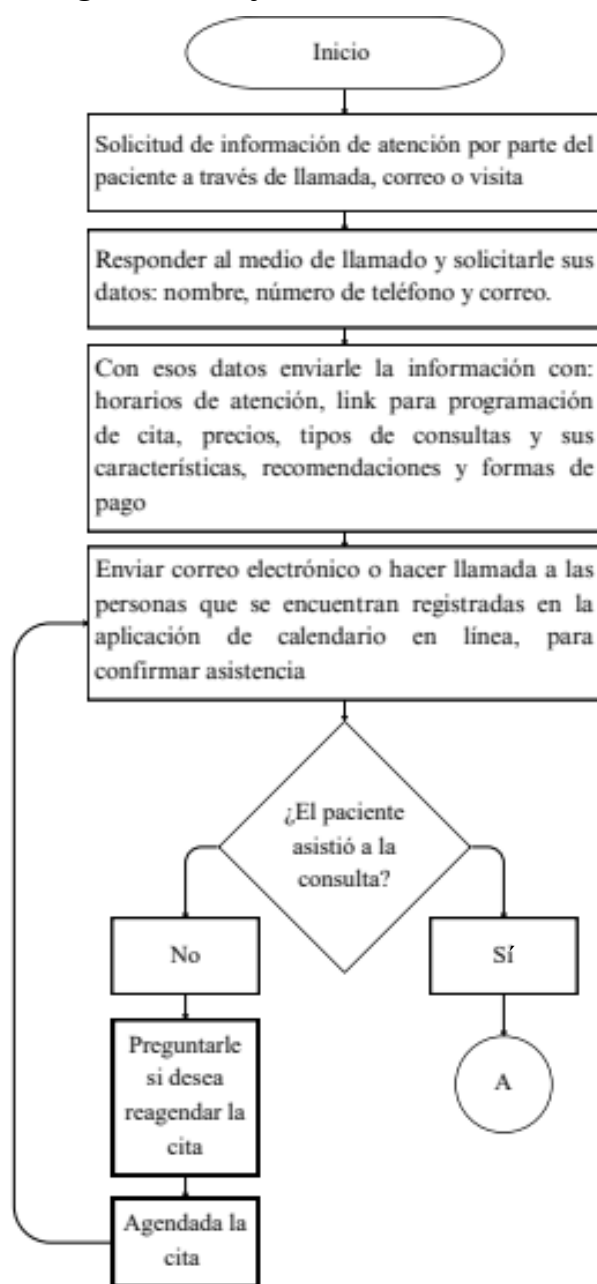 Inicio
Solicitud de información de atención por parte del
paciente a través de llamada, correo o visita
Responder al medio de llamado y solicitarle sus
datos: nombre, número de teléfono y correo.
Con esos datos enviarle la información con:
horarios de atención, link para programación
de cita, precios, tipos de consultas y sus
características, recomendaciones y formas de
pago
Enviar correo electrónico o hacer llamada a las
personas que se encuentran registradas en la
aplicación de calendario en línea, para
confirmar asistencia
¿El paciente
asistió a la
consulta?
No
Sí
Preguntarle
si desea
reagendar la
cita
A
Agendada la
cita